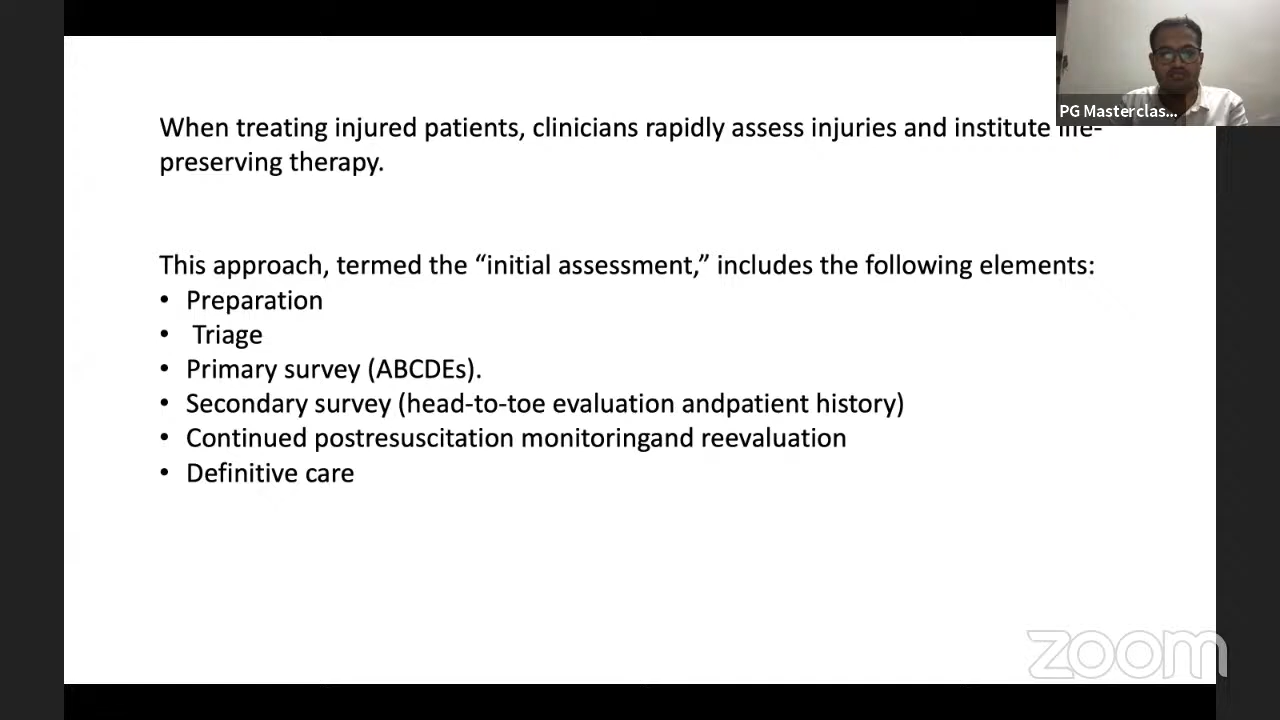 When treating injured patients, clinicians rapidly assess injuries and institute life-
preserving therapy.
This approach, termed the “initial assessment,” includes the following elements:
• Preparation
• Triage
• Primary survey (ABCDEs).
• Secondary survey (head-to-toe evaluation andpatient history)
• Continued postresuscitation monitoringand reevaluation
• Definitive care
PG Masterclas...
zoom